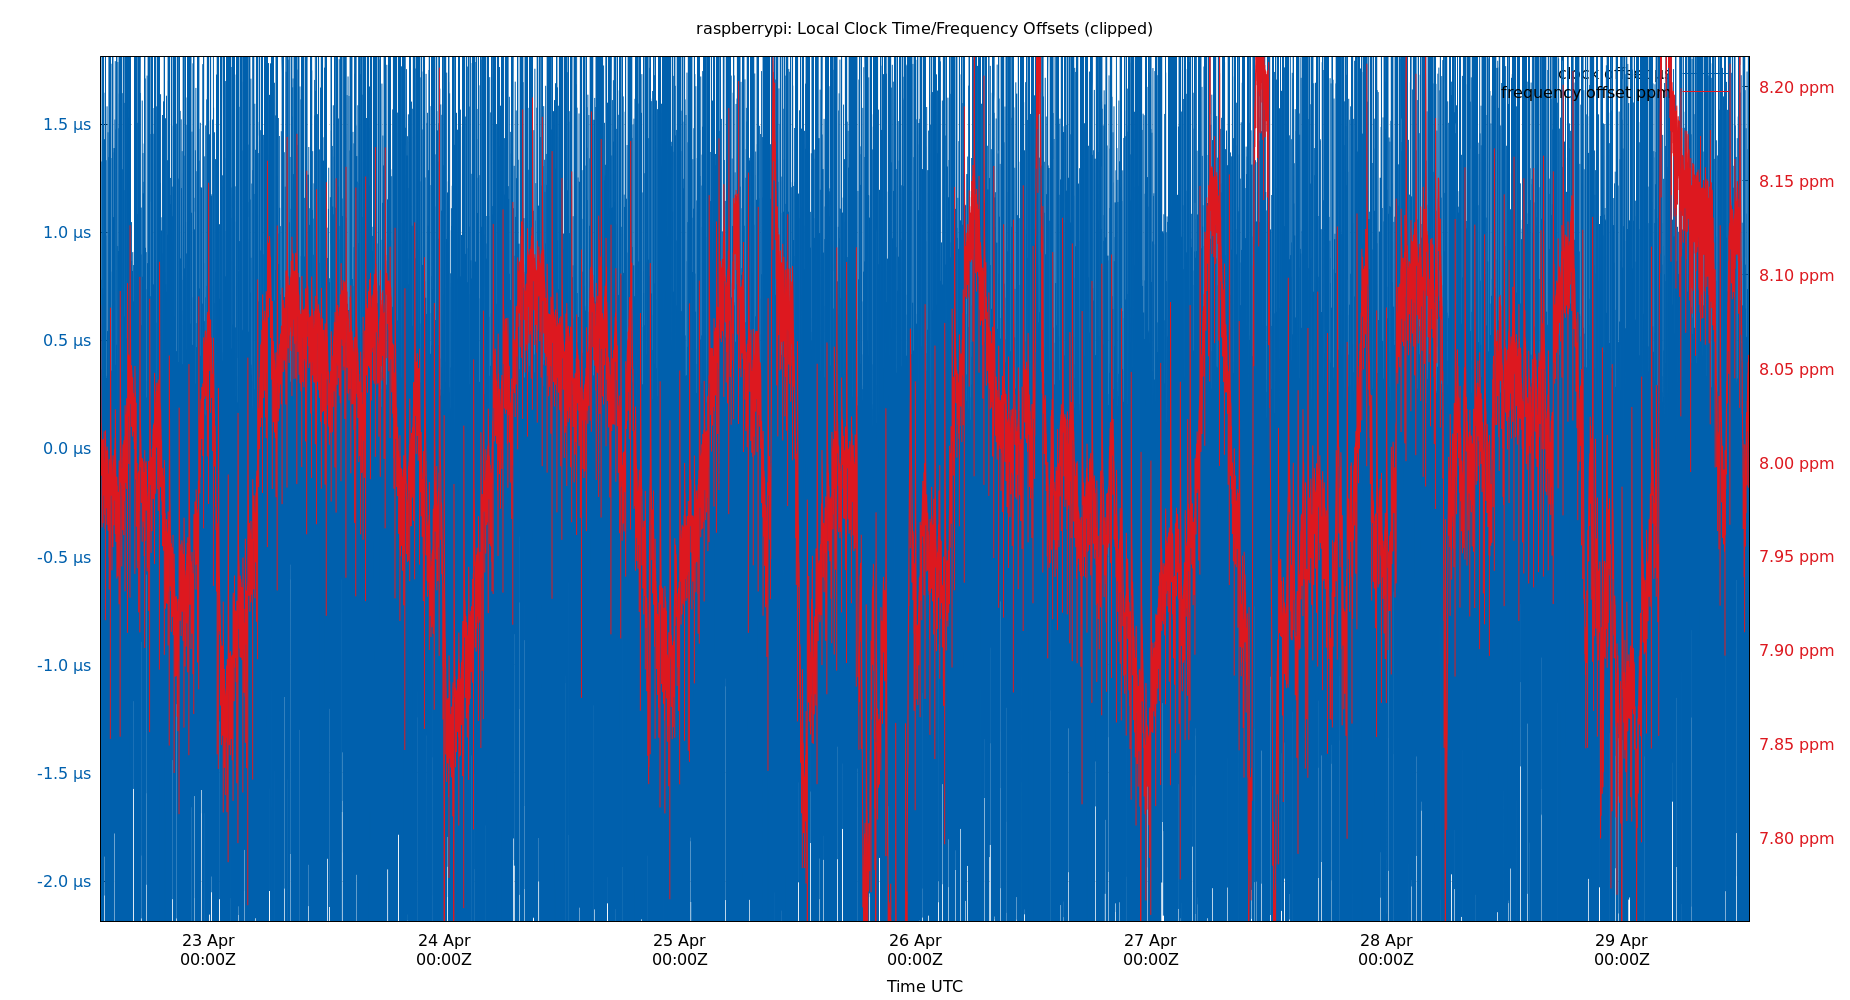 raspberrypi: Local Clock Time/Frequency Offsets (clipped)
clock offset µs
frequency offset ppm
1.5 µs
1.0 µs
0.5 µs
0.0 µs
-0.5 µs
-1.0 µs
-1.5 µs
-2.0 µs
8.20 ppm
8.15 ppm
8.10 ppm
8.05 ppm
8.00 ppm
7.95 ppm
7.90 ppm
7.85 ppm
7.80 ppm
23 Apr 24 Apr 25 Apr 26 Apr 27 Apr 28 Apr 29 Apr
00:00Z 00:00Z 00:00Z 00:00Z 00:00Z 00:00Z 00:00Z
Time UTC